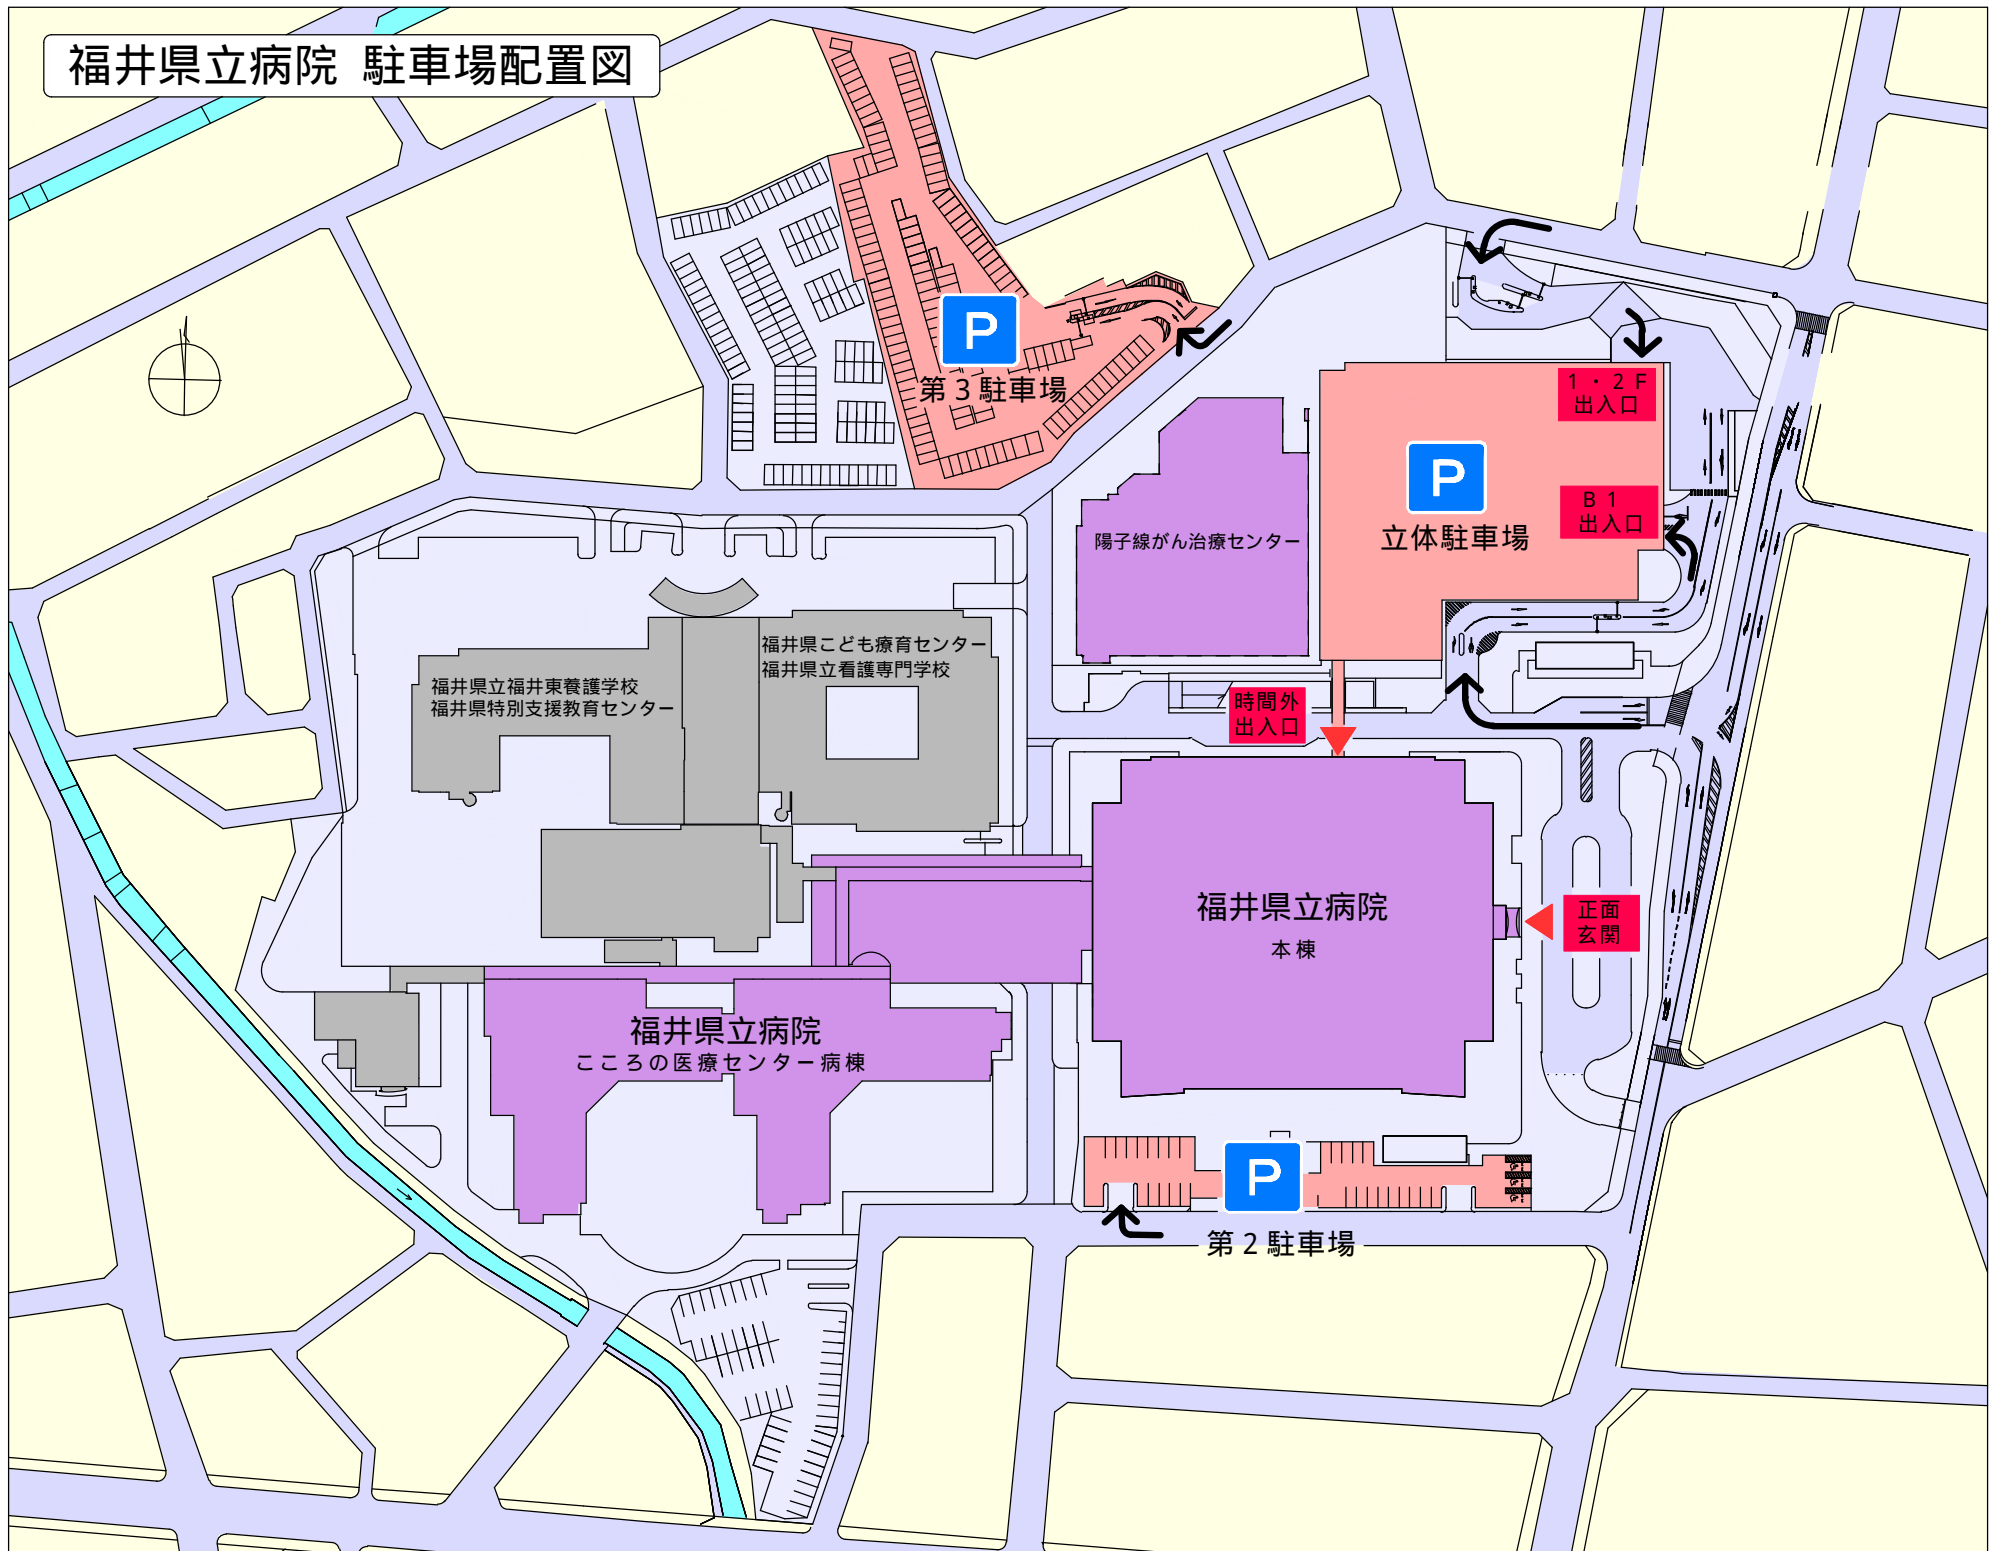 福井県立病院 駐車場配置図
P
第3駐車場
1・2F
出入口
P
立体駐車場
B1
出入口
陽子線がん治療センター
福井県こども療育センター
福井県立看護専門学校
福井県立福井東養護学校
福井県特別支援教育センター
時間外
出入口
福井県立病院
本棟
正面
玄関
福井県立病院
こころの医療センター病棟
P
第2駐車場